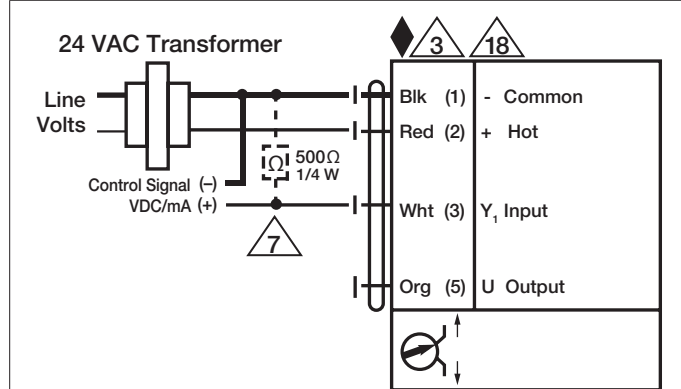 24 VAC Transformer
3 18
Line
Volts
Blk (1) - Common
Red (2) + Hot
Ω 500Ω
1/4 W
Control Signal (–)
VDC/mA (+)
Wht (3) Y₁ Input
7
Org (5) U Output